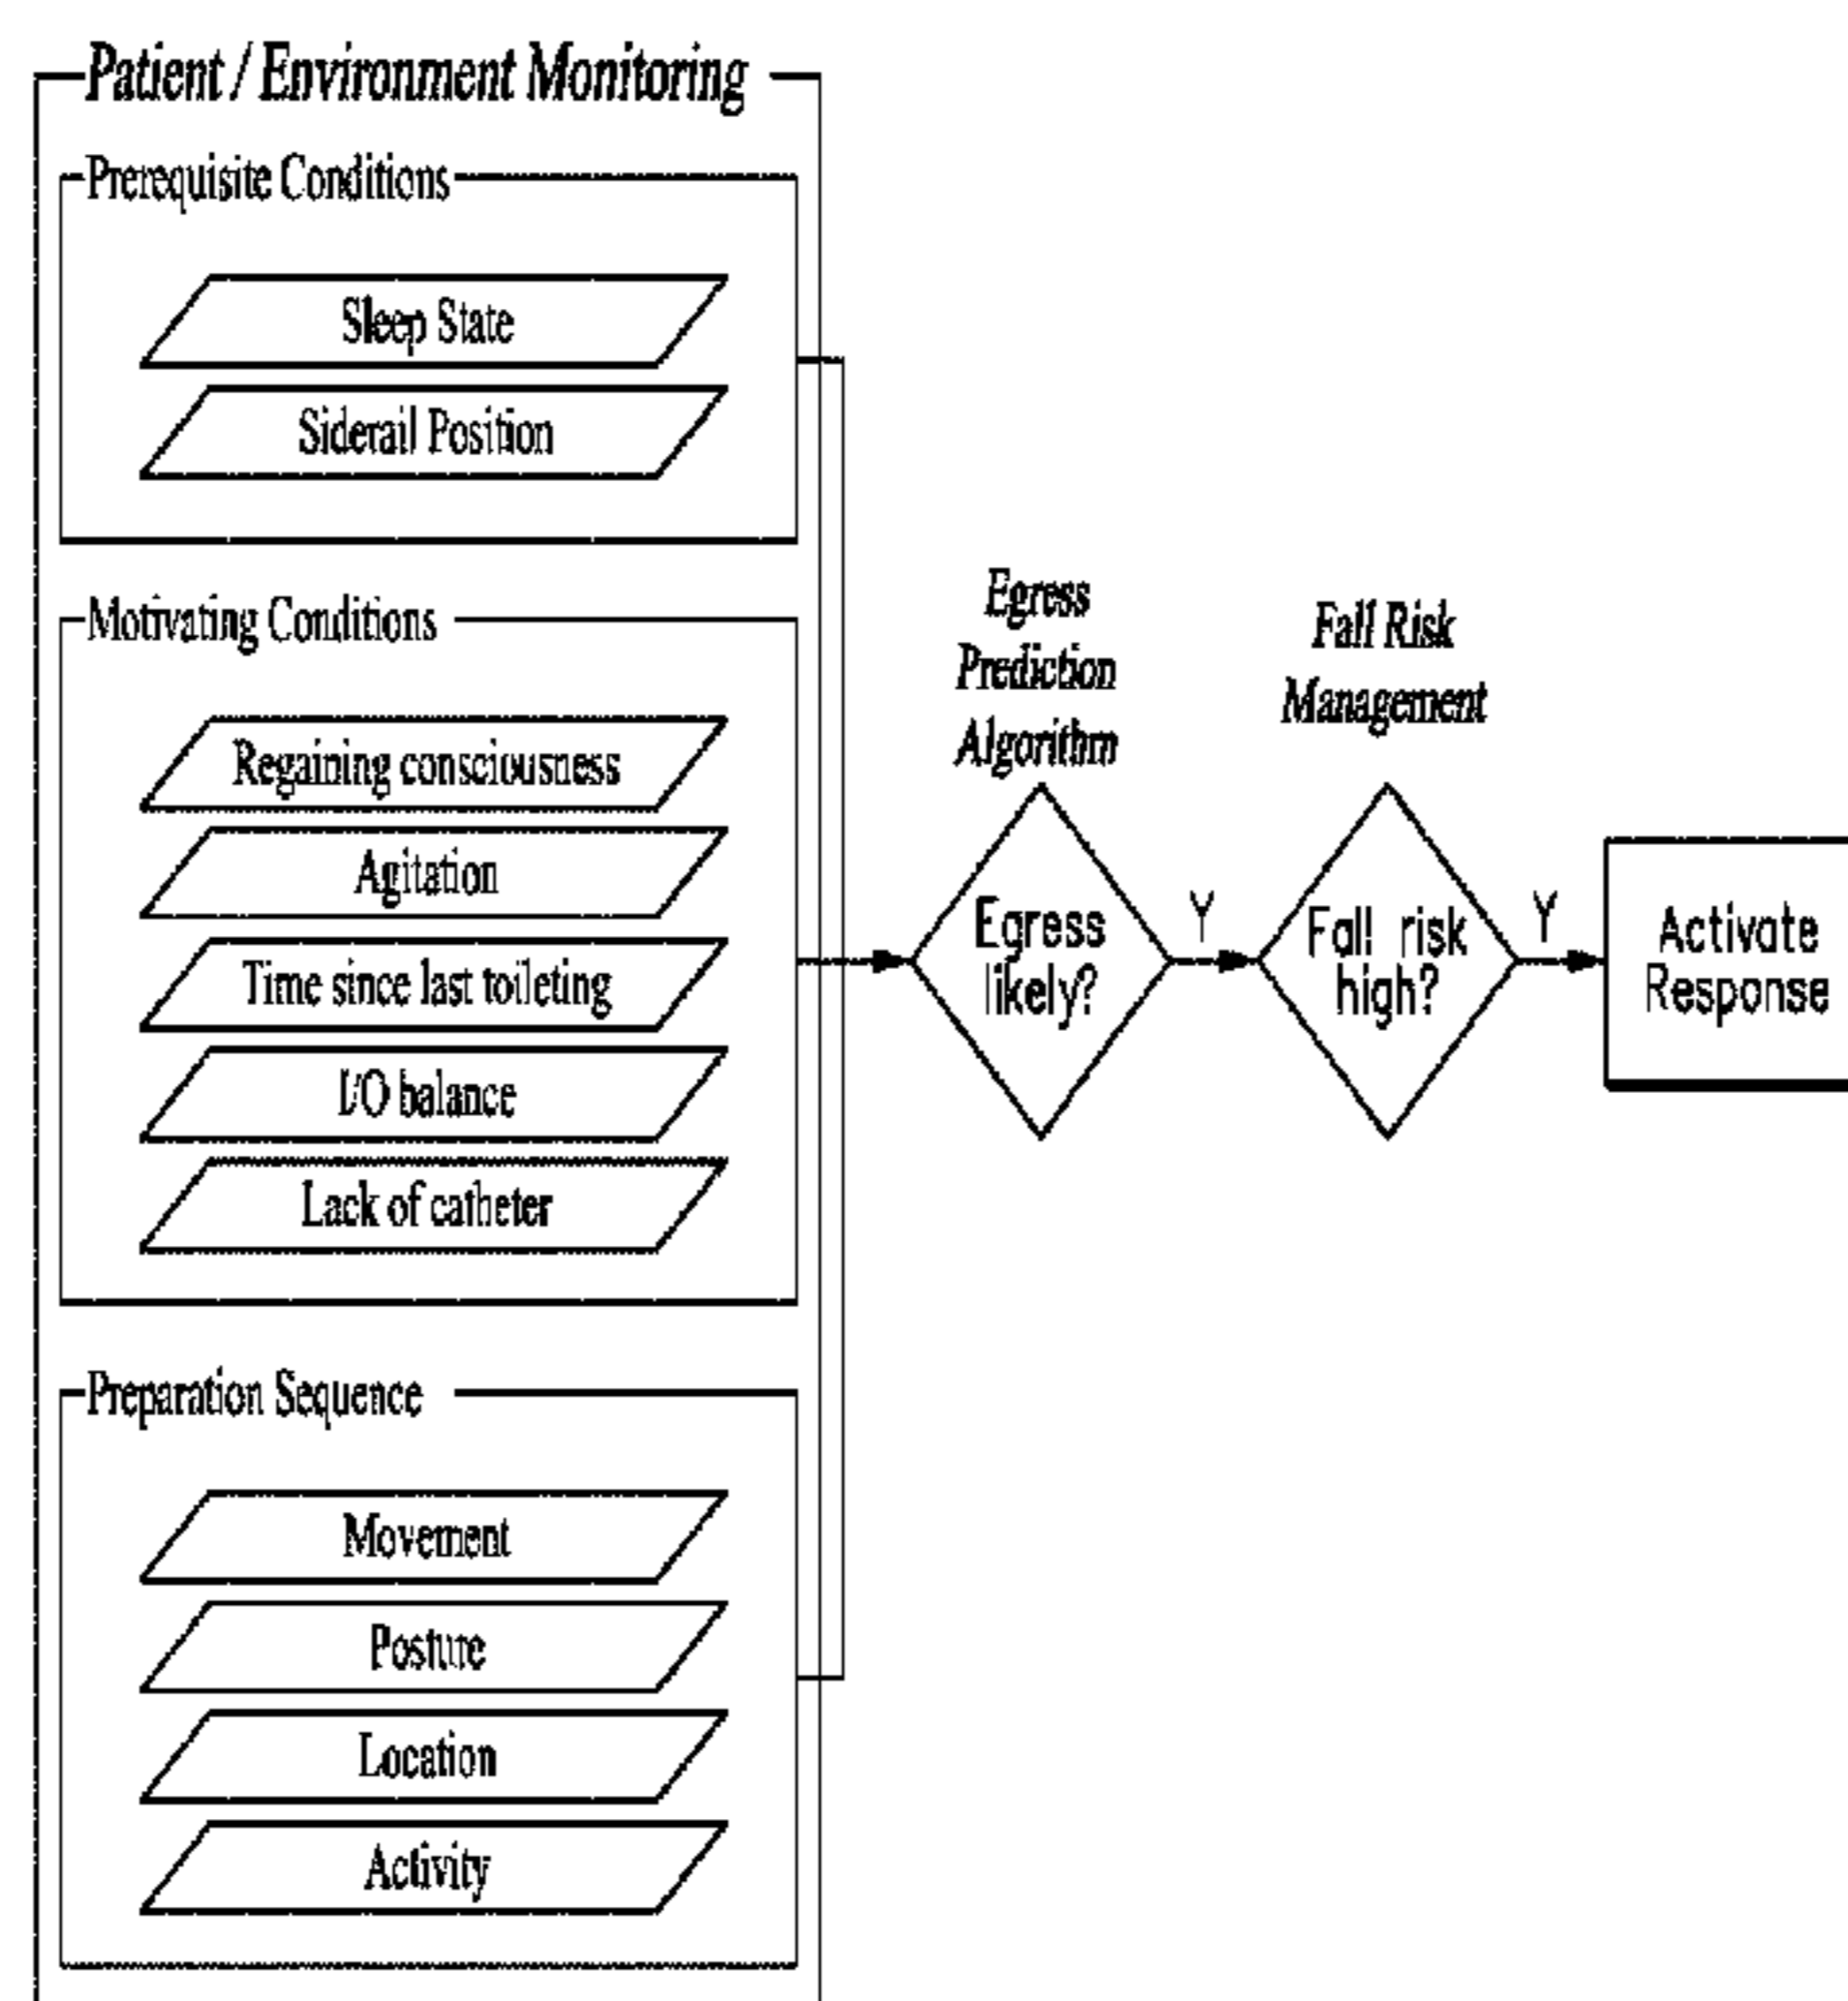 Patient / Environment Monitoring
Prerequisite Conditions
Sleep State
Siderail Position
Motivating Conditions
Regaining consciousness
Agitation
Time since last toileting
I/O balance
Lack of catheter
Preparation Sequence
Movement
Posture
Location
Activity
Egress
Prediction
Algorithm
Egress
likely?
Y
Fall Risk
Management
Fall risk
high?
Y
Activate
Response